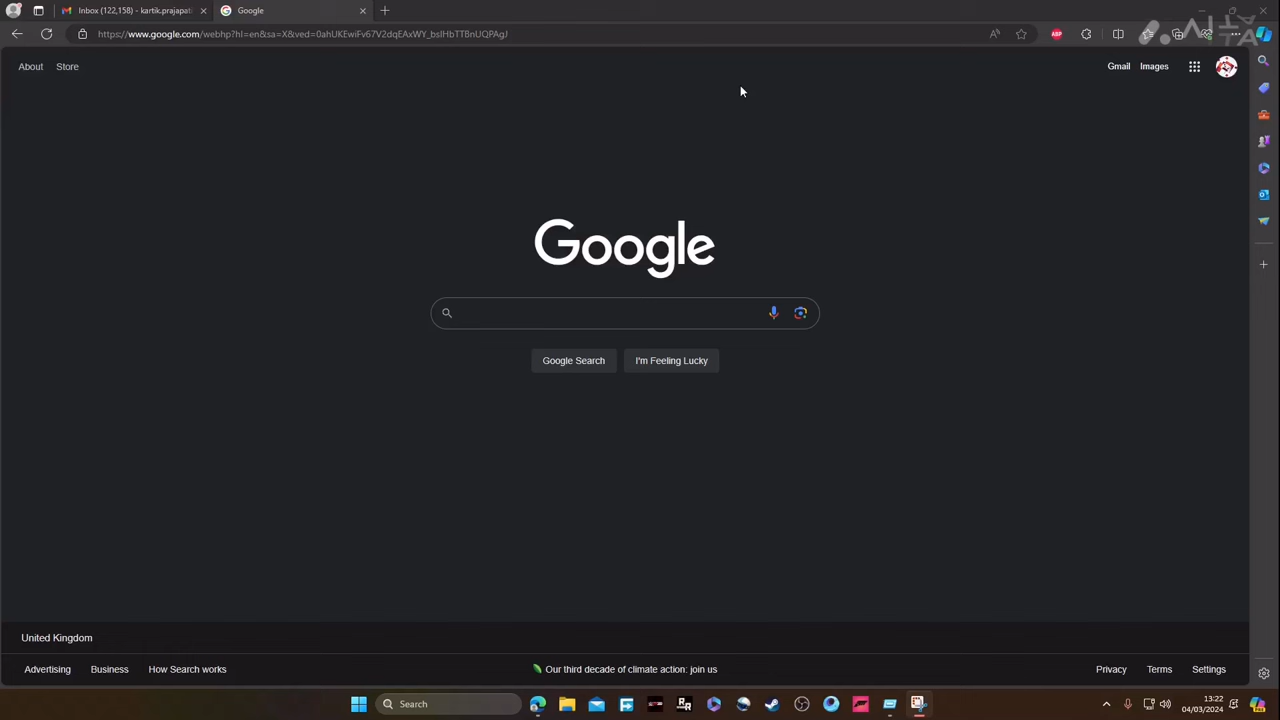 Inbox (122,158) - kartik.prajapat
Google
https://www.google.com/webhp?hl=en&sa=X&ved=0ahUKEwiFv67V2dqEAxWY_bsIHbTTB8nUQPAgJ
ABP
About
Store
Gmail
Images
Google
Google Search
I'm Feeling Lucky
United Kingdom
Advertising
Business
How Search works
Our third decade of climate action: join us
Privacy
Terms
Settings
Search
13:22
04/03/2024